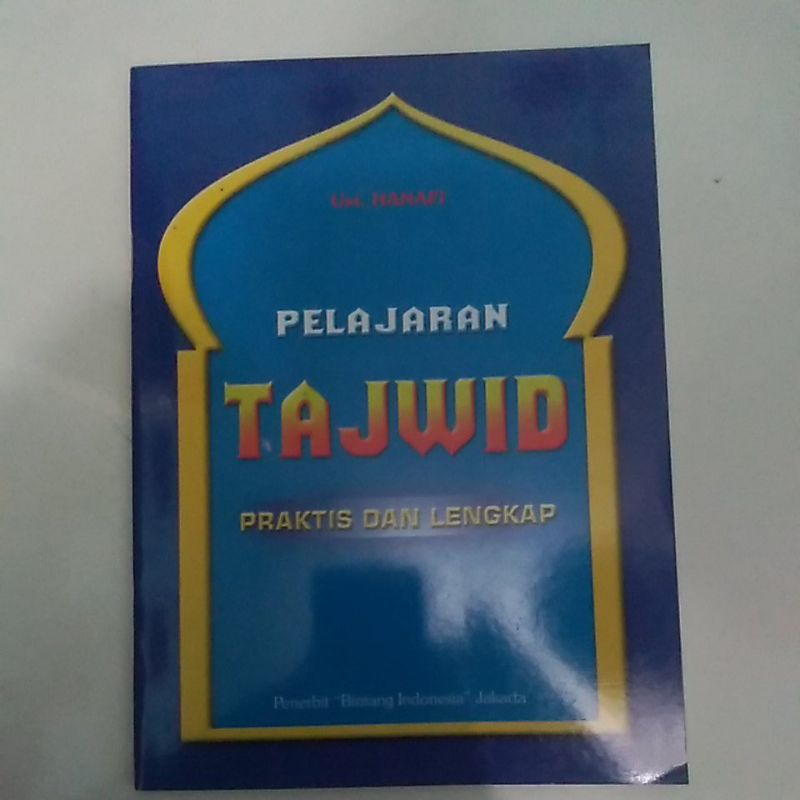 Ust. HANAFI
PELAJARAN
TAJWID
PRAKTIS DAN LENGKAP
Penerbit "Bintang Indonesia" Jakarta